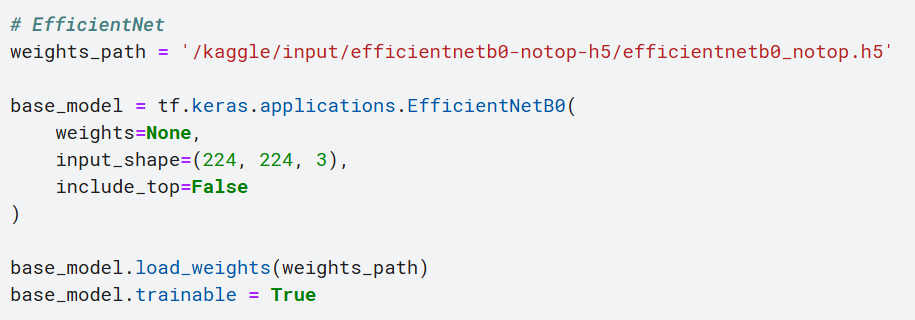 # EfficientNet
weights_path = '/kaggle/input/efficientnetb0-notop-h5/efficientnetb0_notop.h5'
base_model = tf.keras.applications.EfficientNetB0(
    weights=None,
    input_shape=(224, 224, 3),
    include_top=False
)
base_model.load_weights(weights_path)
base_model.trainable = True